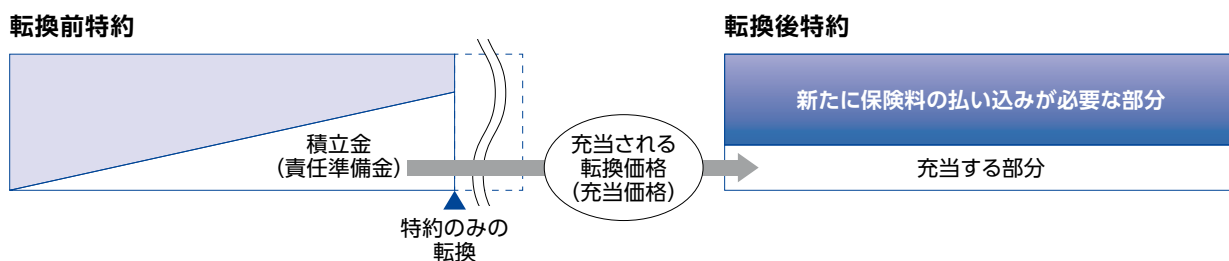 転換前特約
積立金
(責任準備金)
特約のみの
転換
充当される
転換価格
(充当価格)
転換後特約
新たに保険料の払い込みが必要な部分
充当する部分